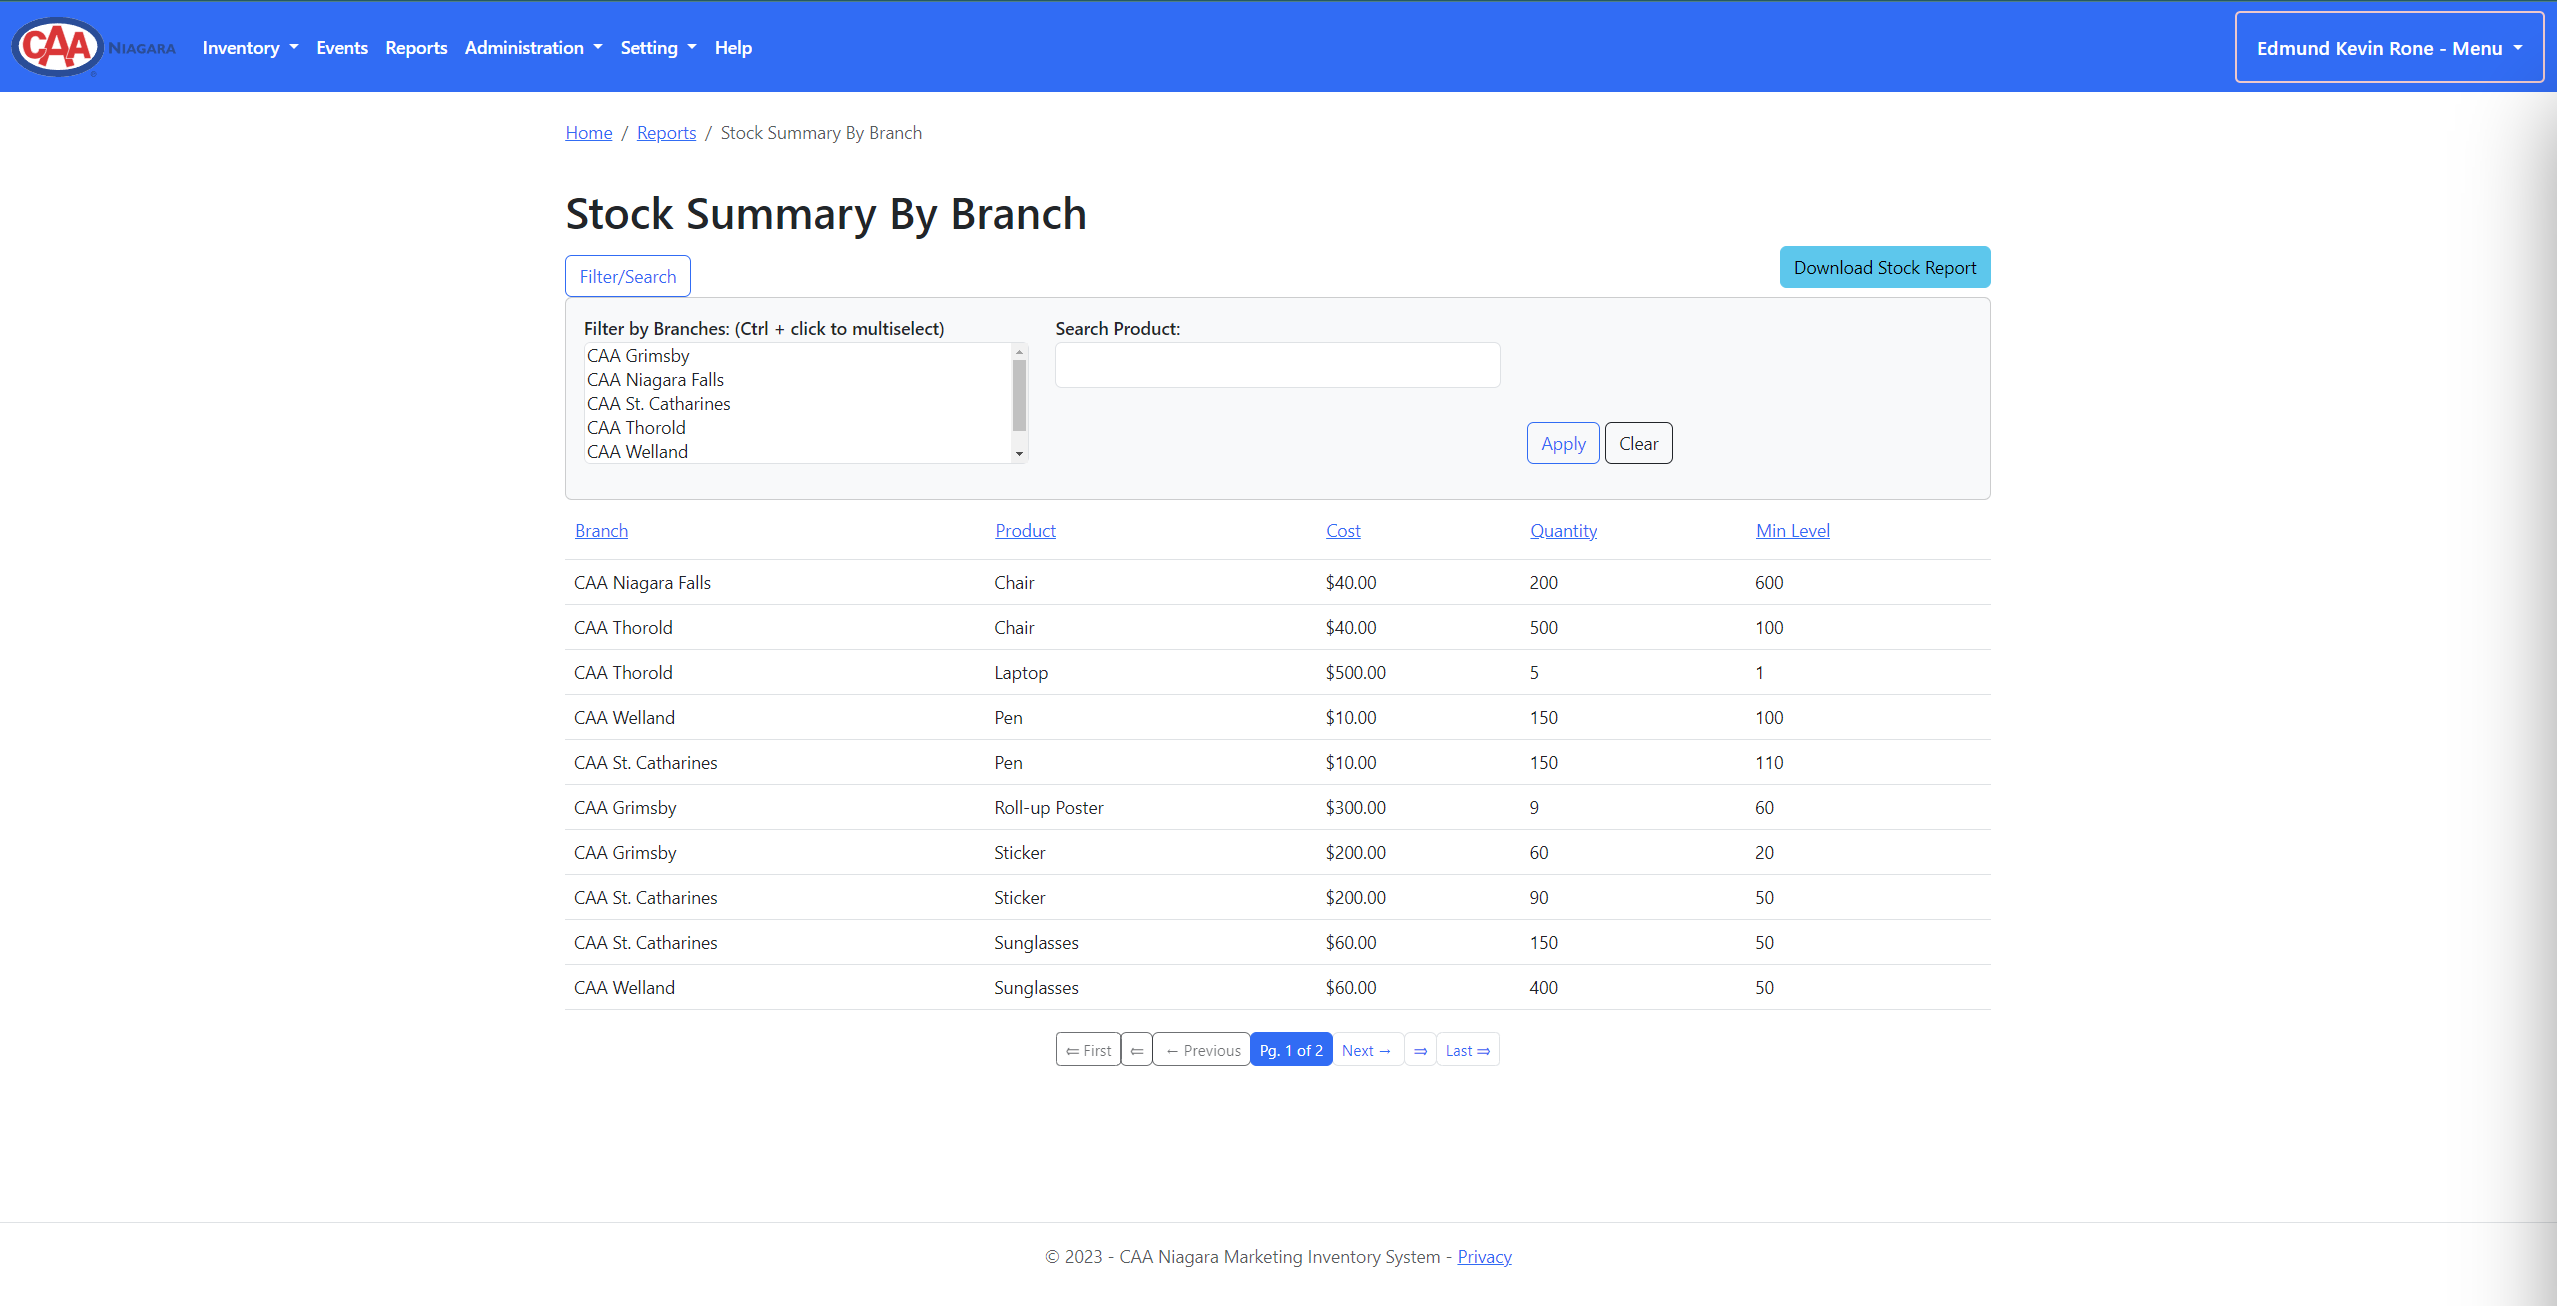 CAA NIAGARA Inventory Events Reports Administration Setting Help Edmund Kevin Rone - Menu
Home / Reports / Stock Summary By Branch
Stock Summary By Branch
Filter/Search Download Stock Report
Filter by Branches: (Ctrl + click to multiselect) Search Product:
CAA Grimsby
CAA Niagara Falls
CAA St. Catharines
CAA Thorold
CAA Welland
Apply Clear
Branch Product Cost Quantity Min Level
CAA Niagara Falls Chair $40.00 200 600
CAA Thorold Chair $40.00 500 100
CAA Thorold Laptop $500.00 5 1
CAA Welland Pen $10.00 150 100
CAA St. Catharines Pen $10.00 150 110
CAA Grimsby Roll-up Poster $300.00 9 60
CAA Grimsby Sticker $200.00 60 20
CAA St. Catharines Sticker $200.00 90 50
CAA St. Catharines Sunglasses $60.00 150 50
CAA Welland Sunglasses $60.00 400 50
⇐ First ⇐ ← Previous Pg. 1 of 2 Next → ⇒ Last ⇒
© 2023 - CAA Niagara Marketing Inventory System - Privacy